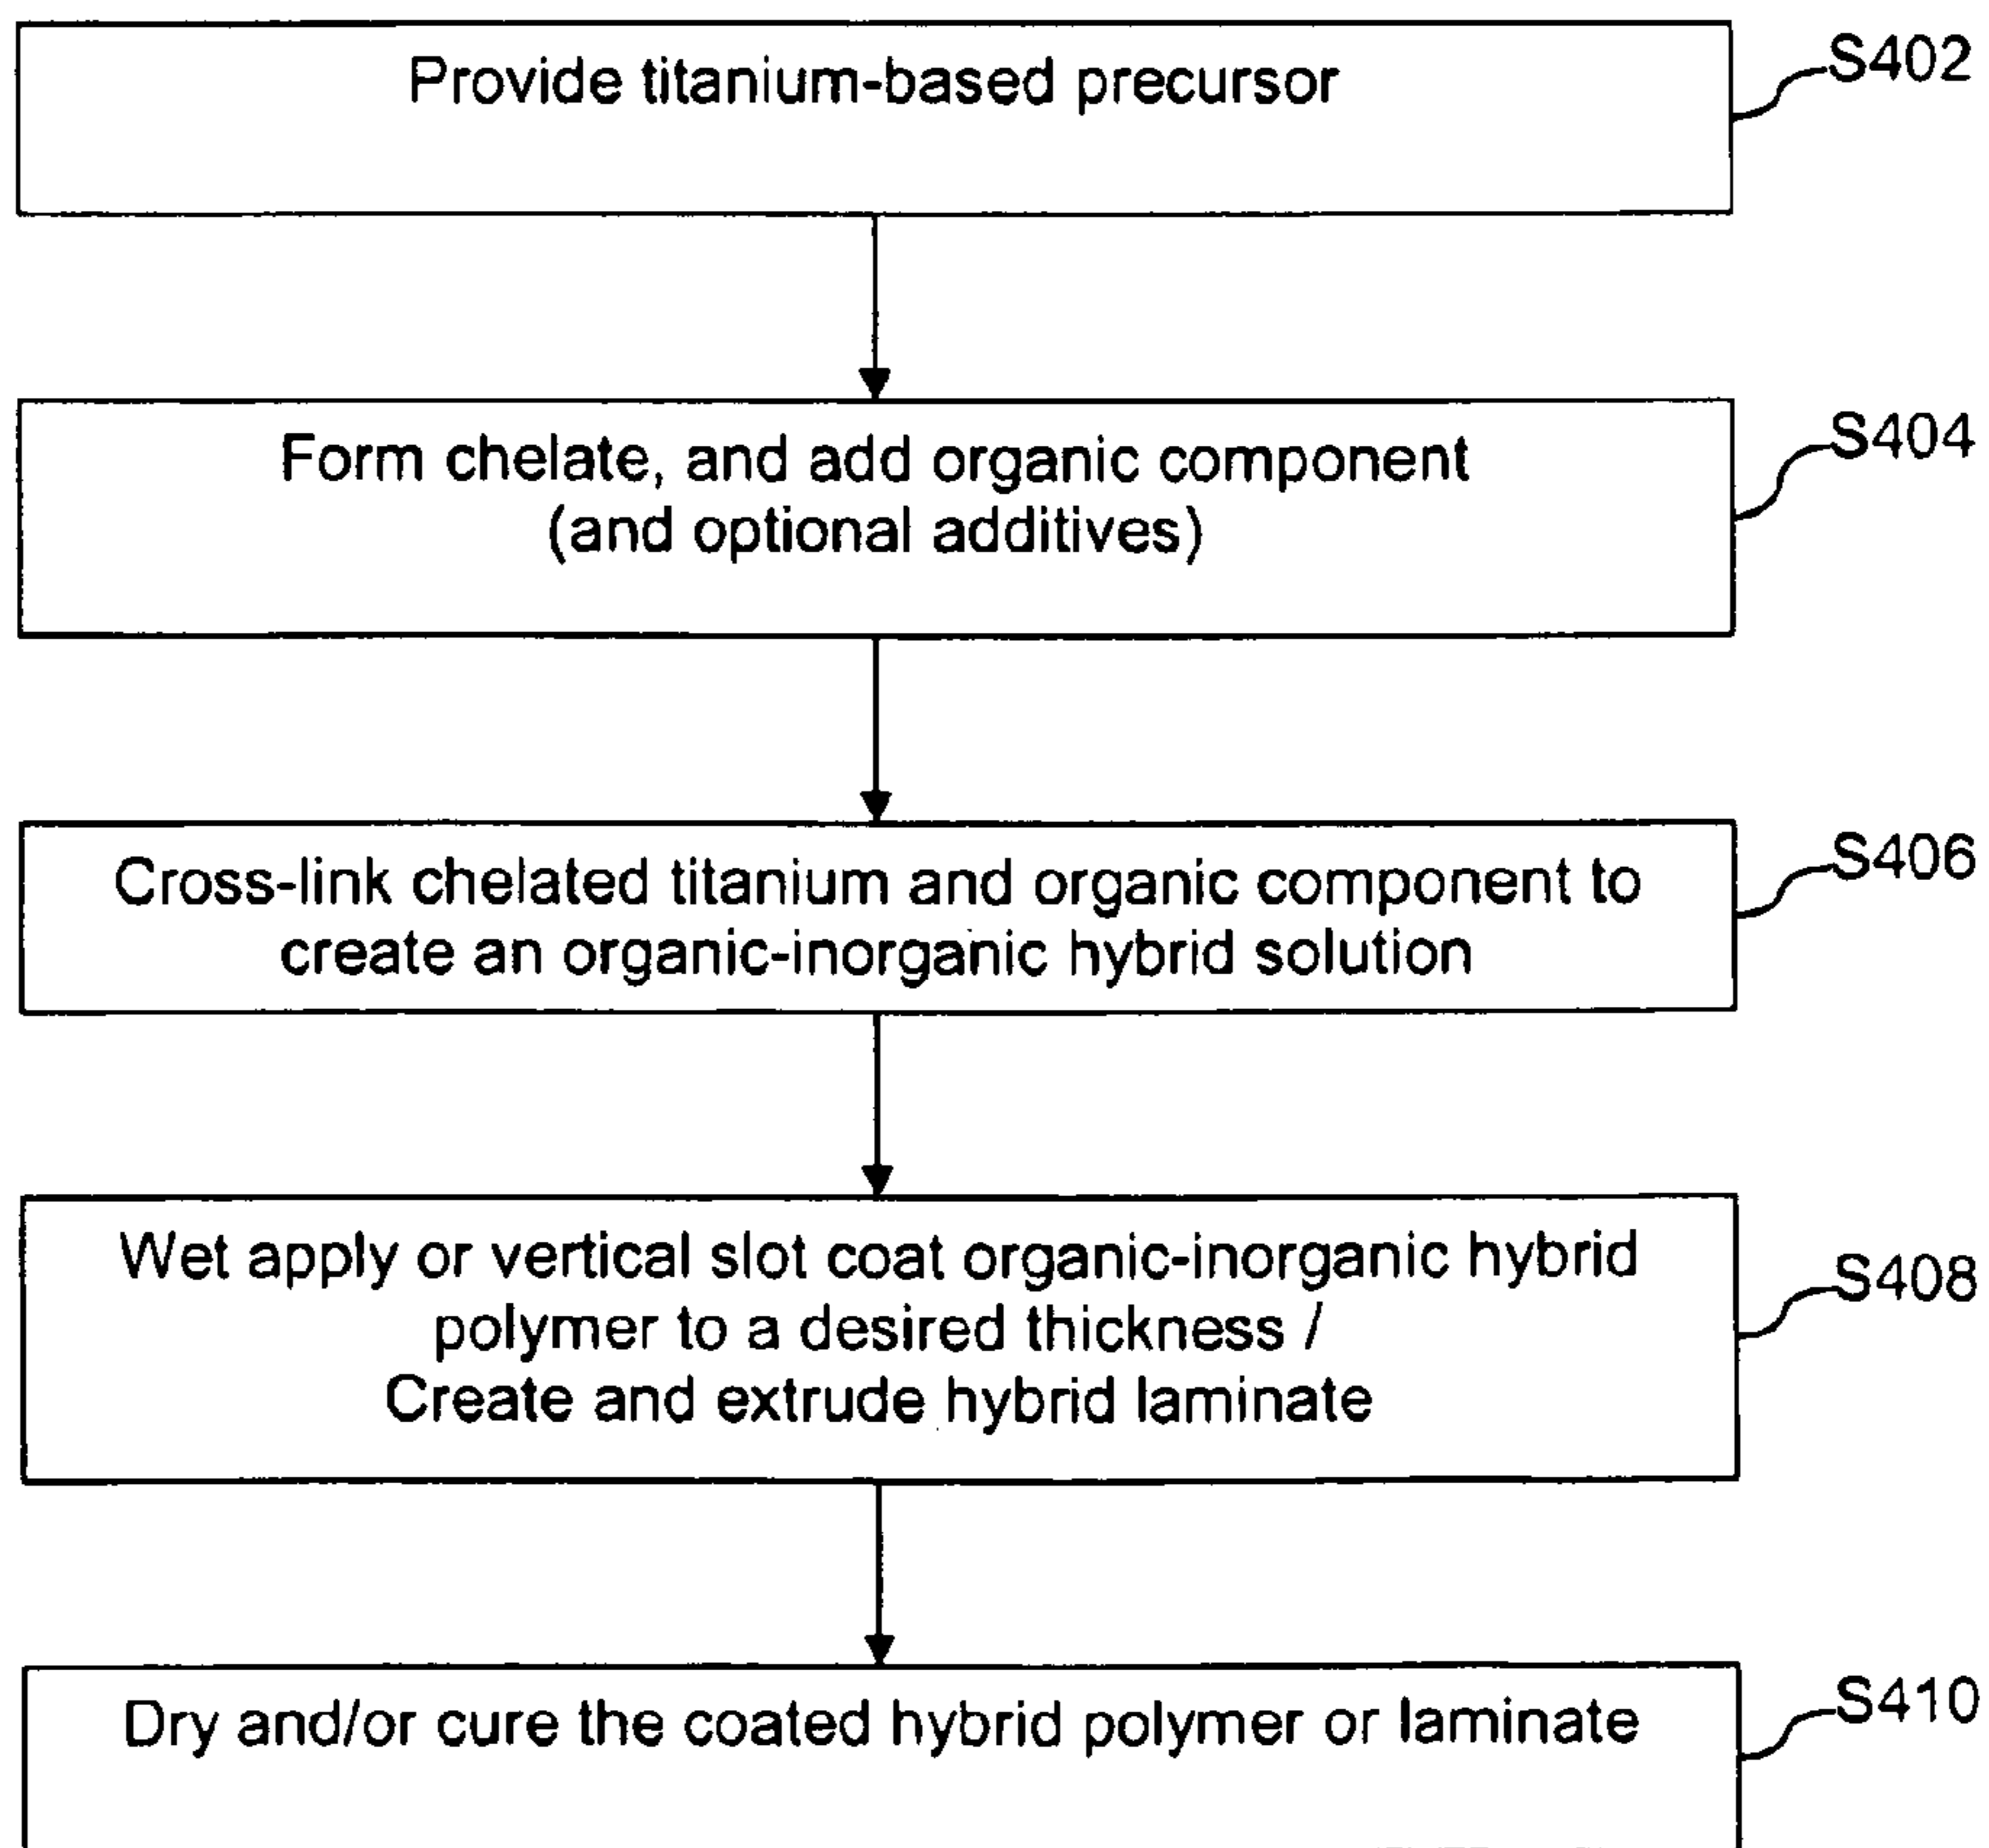 Provide titanium-based precursor
S402
Form chelate, and add organic component
(and optional additives)
S404
Cross-link chelated titanium and organic component to
create an organic-inorganic hybrid solution
S406
Wet apply or vertical slot coat organic-inorganic hybrid
polymer to a desired thickness /
Create and extrude hybrid laminate
S408
Dry and/or cure the coated hybrid polymer or laminate
S410